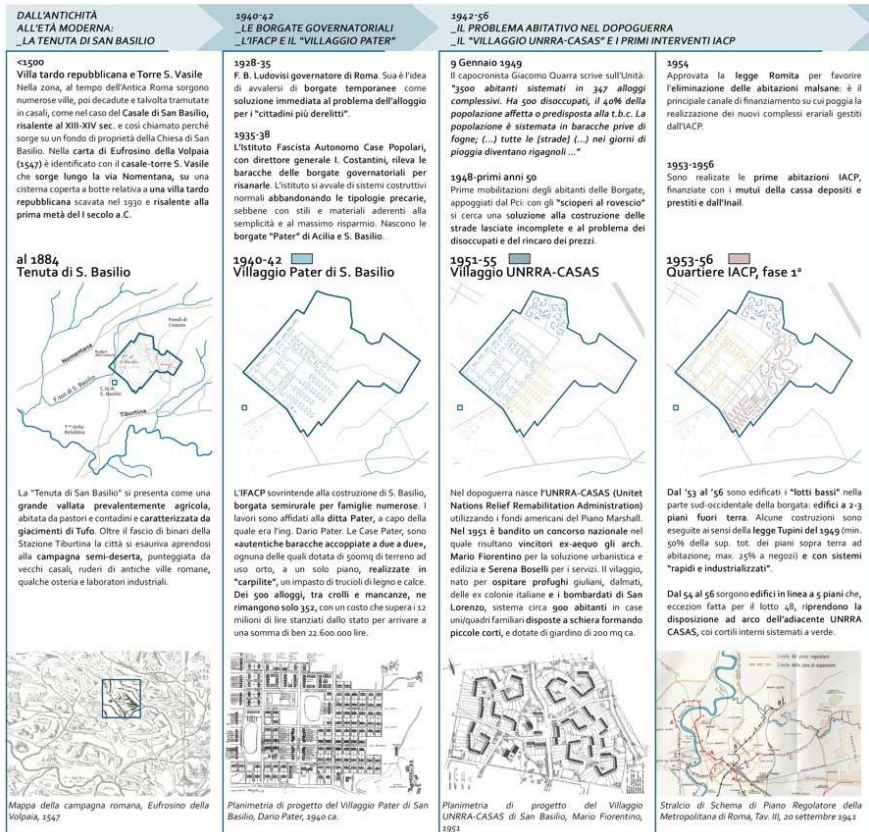 DALL'ANTICHITÀ
ALL'ETÀ MODERNA:
_LA TENUTA DI SAN BASILIO
1940-42
_LE BORGATE GOVERNATORIALI
_L'IFACP E IL "VILLAGGIO PATER"
1942-56
_IL PROBLEMA ABITATIVO NEL DOPOGUERRA
_IL "VILLAGGIO UNRRA-CASAS" E I PRIMI INTERVENTI IACP
<1500
Villa tardo repubblicana e Torre S. Vasile
Nella zona, al tempo dell'Antica Roma sorgono
numerose ville, poi decadute e talvolta tramutate
in casali, come nel caso del Casale di San Basilio,
risalente al XIII-XIV sec. e così chiamato perché
sorge su un fondo di proprietà della Chiesa di San
Basilio. Nella carta di Eufrosino della Volpaia
(1547) è identificato con il casale-torre S. Vasile
che sorge lungo la via Nomentana, su una
cisterna coperta a botte relativa a una villa tardo
repubblicana scavata nel 1930 e risalente alla
prima metà del I secolo a.C.
al 1884
Tenuta di S. Basilio
Nomentana
Fondi di
F.sso di S. Basilio
S. Basilio
C.le di
S. Basilio
Tiburtina
La "Tenuta di San Basilio" si presenta come una
grande vallata prevalentemente agricola,
abitata da pastori e contadini e caratterizzata da
giacimenti di Tufo. Oltre il fascio di binari della
Stazione Tiburtina la città si esauriva aprendosi
alla campagna semi-deserta, punteggiata da
vecchi casali, ruderi di antiche ville romane,
qualche osteria e laboratori industriali.
Mappa della campagna romana, Eufrosino della
Volpaia, 1547
1928-35
F. B. Ludovisi governatore di Roma. Sua è l'idea
di avvalersi di borgate temporanee come
soluzione immediata al problema dell'alloggio
per i "cittadini più derelitti".
1935-38
L'Istituto Fascista Autonomo Case Popolari,
con direttore generale I. Costantini, rileva le
baracche delle borgate governatoriali per
risanarle. L'istituto si avvale di sistemi costruttivi
normali abbandonando le tipologie precarie,
sebbene con stili e materiali aderenti alla
semplicità e al massimo risparmio. Nascono le
borgate "Pater" di Acilia e S. Basilio.
1940-42
Villaggio Pater di S. Basilio
L'IFACP sovrintende alla costruzione di S. Basilio,
borgata semirurale per famiglie numerose. I
lavori sono affidati alla ditta Pater, a capo della
quale era l'ing. Dario Pater. Le Case Pater, sono
«autentiche baracche accoppiate a due a due»,
ognuna delle quali dotata di 500mq di terreno ad
uso orto, a un solo piano, realizzate in
"carpilite", un impasto di trucioli di legno e calce.
Dei 500 alloggi, tra crolli e mancanze, ne
rimangono solo 352, con un costo che supera i 12
milioni di lire stanziati dallo stato per arrivare a
una somma di ben 22.600.000 lire.
Planimetria di progetto del Villaggio Pater di San
Basilio, Dario Pater, 1940 ca.
9 Gennaio 1949
Il capocronista Giacomo Quarra scrive sull'Unità:
"3500 abitanti sistemati in 347 alloggi
complessivi. Ha 500 disoccupati, il 40% della
popolazione affetta o predisposta alla t.b.c. La
popolazione è sistemata in baracche prive di
fogne; (...) tutte le [strade] (...) nei giorni di
pioggia diventano rigagnoli ..."
1948-primi anni 50
Prime mobilitazioni degli abitanti delle Borgate,
appoggiati dal Pci: con gli "scioperi al rovescio"
si cerca una soluzione alla costruzione delle
strade lasciate incomplete e al problema dei
disoccupati e del rincaro dei prezzi.
1951-55
Villaggio UNRRA-CASAS
Nel dopoguerra nasce l'UNRRA-CASAS (Unitet
Nations Relief Remabilitation Administration)
utilizzando i fondi americani del Piano Marshall.
Nel 1951 è bandito un concorso nazionale nel
quale risultano vincitori ex-aequo gli arch.
Mario Fiorentino per la soluzione urbanistica e
edilizia e Serena Boselli per i servizi. Il vilaggio,
nato per ospitare profughi giuliani, dalmati,
delle ex colonie italiane e i bombardati di San
Lorenzo, sistema circa 900 abitanti in case
uni/quadri familiari disposte a schiera formando
piccole corti, e dotate di giardino di 200 mq ca.
Planimetria di progetto del Villaggio
UNRRA-CASAS di San Basilio, Mario Fiorentino,
1951
1954
Approvata la legge Romita per favorire
l'eliminazione delle abitazioni malsane: è il
principale canale di finanziamento su cui poggia la
realizzazione dei nuovi complessi erariali gestiti
dall'IACP.
1953-1956
Sono realizate le prime abitazioni IACP,
finanziate con i mutui della cassa depositi e
prestiti e dall'Inail.
1953-56
Quartiere IACP, fase 1ª
Dal '53 al '56 sono edificati i "lotti bassi" nella
parte sud-occidentale della borgata: edifici a 2-3
piani fuori terra. Alcune costruzioni sono
eseguite ai sensi della legge Tupini del 1949 (min.
50% della sup. tot. dei piani sopra terra ad
abitazione; max. 25% a negozi) e con sistemi
"rapidi e industrializzati".
Dal 54 al 56 sorgono edifici in linea a 5 piani che,
eccezion fatta per il lotto 48, riprendono la
disposizione ad arco dell'adiacente UNRRA
CASAS, coi cortili interni sistemati a verde.
Stralcio di Schema di Piano Regolatore della
Metropolitana di Roma, Tav. III, 20 settembre 1941